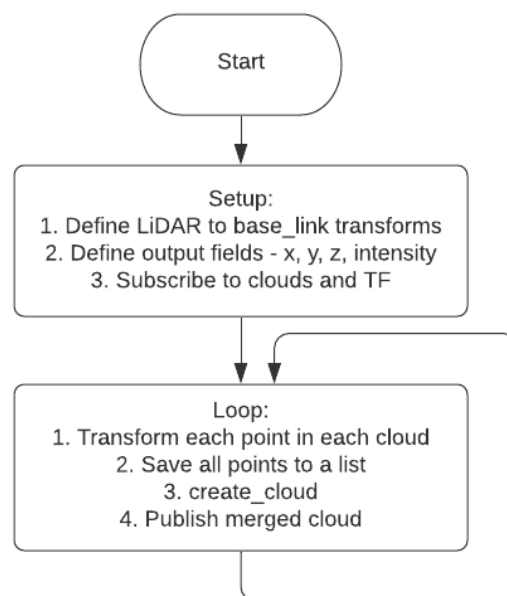 Start
Setup:
1. Define LiDAR to base_link transforms
2. Define output fields - x, y, z, intensity
3. Subscribe to clouds and TF
Loop:
1. Transform each point in each cloud
2. Save all points to a list
3. create_cloud
4. Publish merged cloud